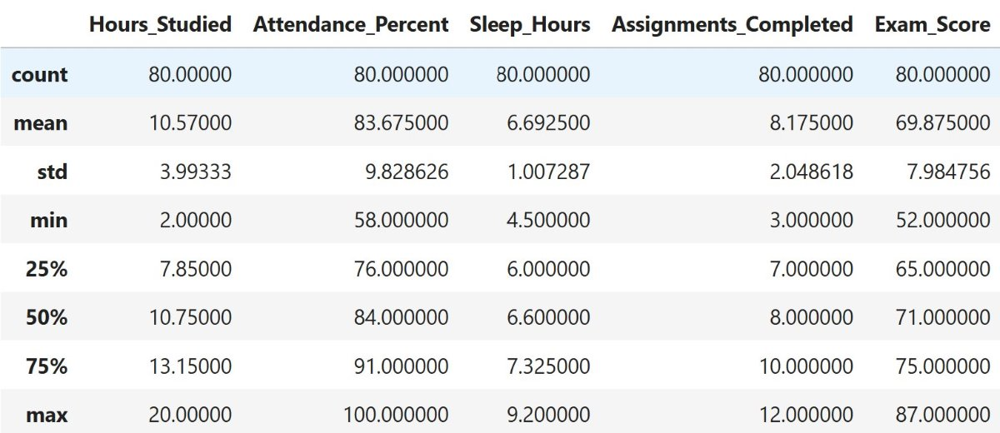 Hours_Studied Attendance_Percent Sleep_Hours Assignments_Completed Exam_Score
count 80.00000 80.000000 80.000000 80.000000 80.000000
mean 10.57000 83.675000 6.692500 8.175000 69.875000
std 3.99333 9.828626 1.007287 2.048618 7.984756
min 2.00000 58.000000 4.500000 3.000000 52.000000
25% 7.85000 76.000000 6.000000 7.000000 65.000000
50% 10.75000 84.000000 6.600000 8.000000 71.000000
75% 13.15000 91.000000 7.325000 10.000000 75.000000
max 20.00000 100.000000 9.200000 12.000000 87.000000